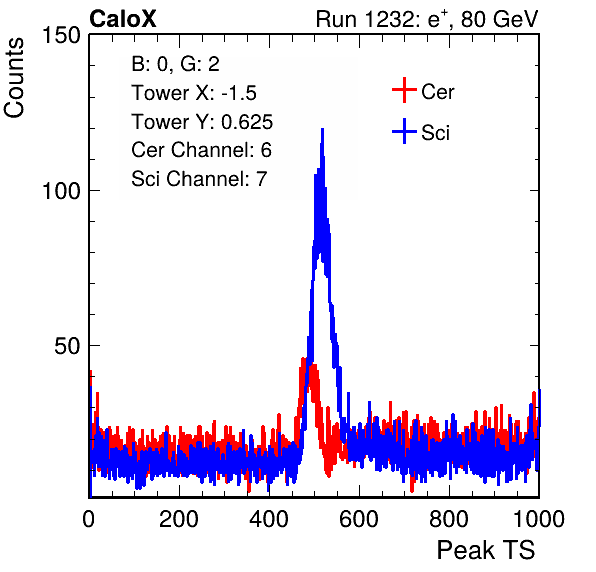 CaloX Run 1232: e+, 80 GeV
Counts
150
100
50
B: 0, G: 2
Tower X: -1.5
Tower Y: 0.625
Cer Channel: 6
Sci Channel: 7
Cer
Sci
0 200 400 600 800 1000
Peak TS